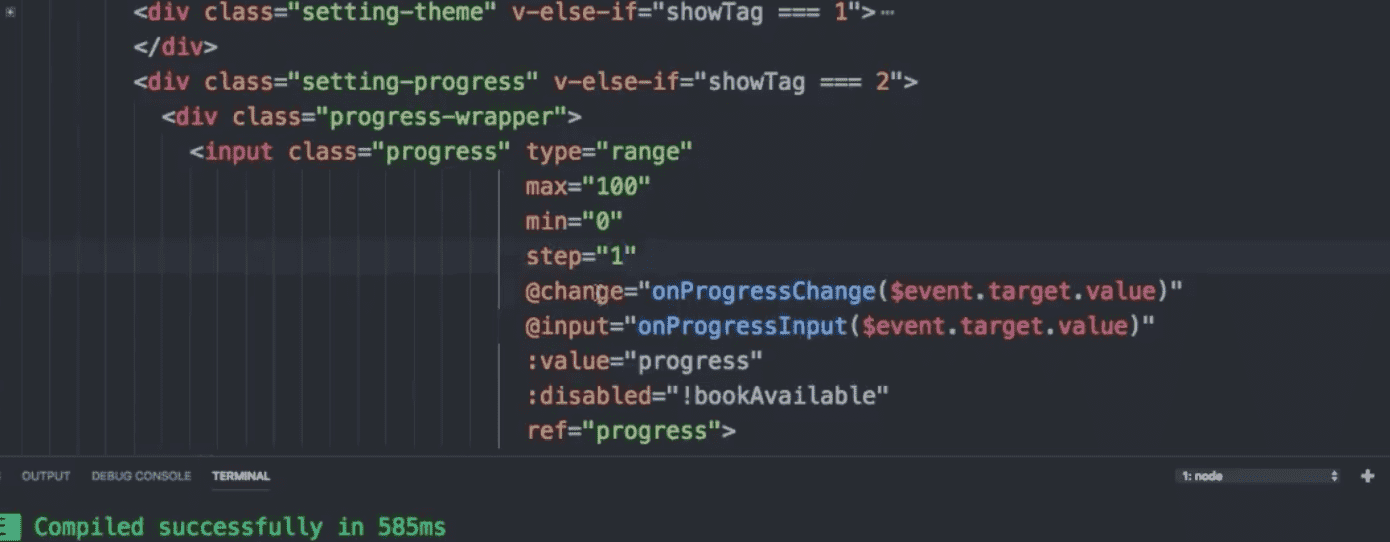 <div class="setting-theme" v-else-if="showTag === 1">⋯
</div>
<div class="setting-progress" v-else-if="showTag === 2">
<div class="progress-wrapper">
<input class="progress" type="range"
max="100"
min="0"
step="1"
@change="onProgressChange($event.target.value)"
@input="onProgressInput($event.target.value)"
:value="progress"
:disabled="!bookAvailable"
ref="progress">
OUTPUT DEBUG CONSOLE TERMINAL 1: node
Compiled successfully in 585ms